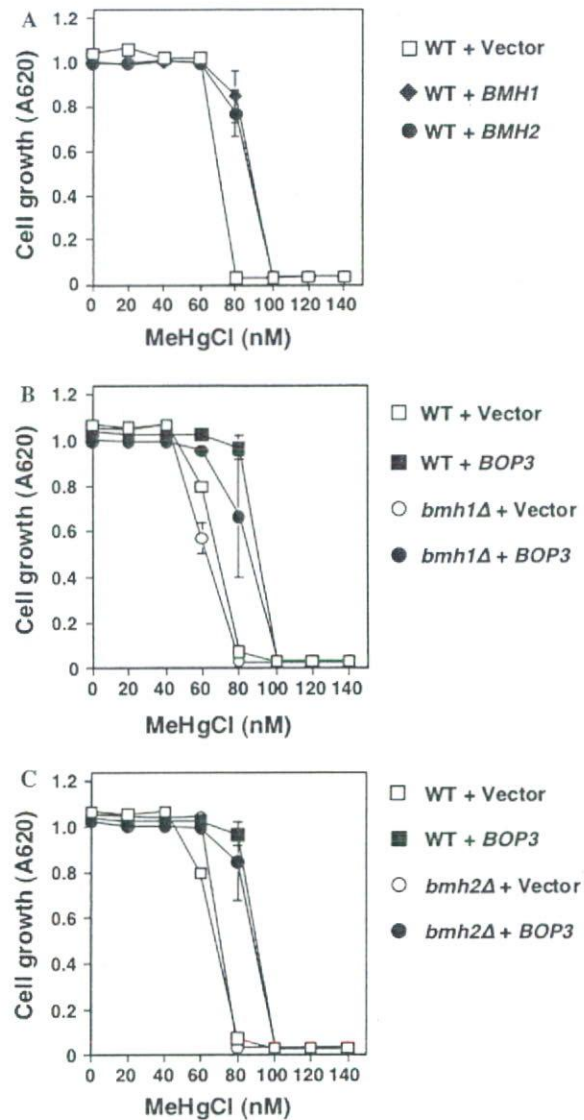 A
1.2
1.0
0.8
0.6
0.4
0.2
0
Cell growth (A620)
0 20 40 60 80 100 120 140
MeHgCl (nM)
WT + Vector
WT + BMH1
WT + BMH2
B
1.2
1.0
0.8
0.6
0.4
0.2
0
Cell growth (A620)
0 20 40 60 80 100 120 140
MeHgCl (nM)
WT + Vector
WT + BOP3
bmh1Δ + Vector
bmh1Δ + BOP3
C
1.2
1.0
0.8
0.6
0.4
0.2
0
Cell growth (A620)
0 20 40 60 80 100 120 140
MeHgCl (nM)
WT + Vector
WT + BOP3
bmh2Δ + Vector
bmh2Δ + BOP3